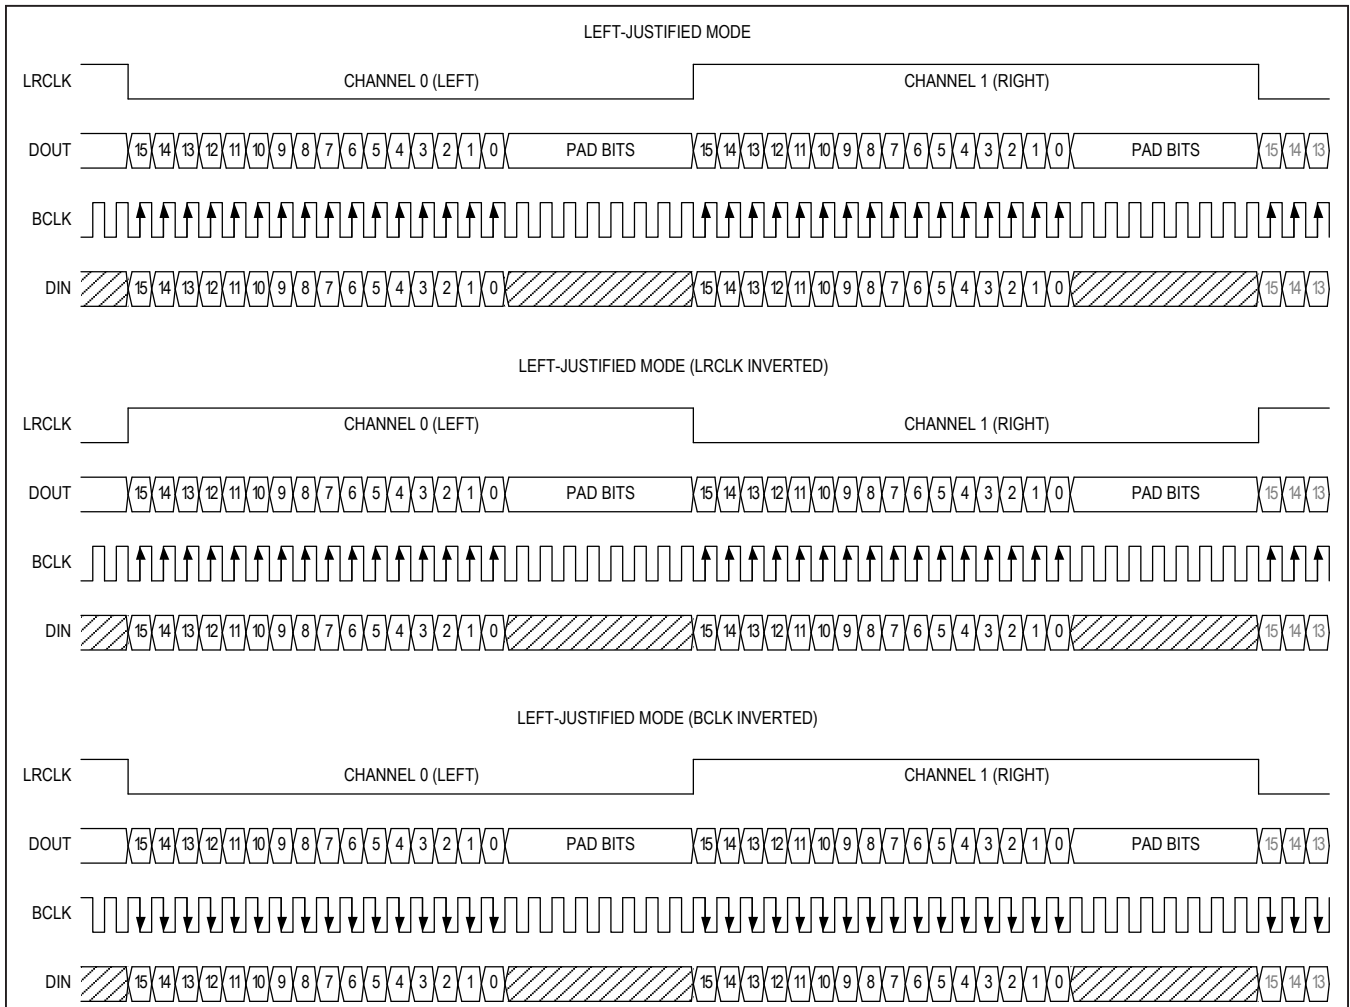 LEFT-JUSTIFIED MODE
LRCLK CHANNEL 0 (LEFT) CHANNEL 1 (RIGHT)
DOUT 15 14 13 12 11 10 9 8 7 6 5 4 3 2 1 0 PAD BITS 15 14 13 12 11 10 9 8 7 6 5 4 3 2 1 0 PAD BITS 15 14 13
BCLK
DIN 15 14 13 12 11 10 9 8 7 6 5 4 3 2 1 0 15 14 13 12 11 10 9 8 7 6 5 4 3 2 1 0 15 14 13
LEFT-JUSTIFIED MODE (LRCLK INVERTED)
LRCLK CHANNEL 0 (LEFT) CHANNEL 1 (RIGHT)
DOUT 15 14 13 12 11 10 9 8 7 6 5 4 3 2 1 0 PAD BITS 15 14 13 12 11 10 9 8 7 6 5 4 3 2 1 0 PAD BITS 15 14 13
BCLK
DIN 15 14 13 12 11 10 9 8 7 6 5 4 3 2 1 0 15 14 13 12 11 10 9 8 7 6 5 4 3 2 1 0 15 14 13
LEFT-JUSTIFIED MODE (BCLK INVERTED)
LRCLK CHANNEL 0 (LEFT) CHANNEL 1 (RIGHT)
DOUT 15 14 13 12 11 10 9 8 7 6 5 4 3 2 1 0 PAD BITS 15 14 13 12 11 10 9 8 7 6 5 4 3 2 1 0 PAD BITS 15 14 13
BCLK
DIN 15 14 13 12 11 10 9 8 7 6 5 4 3 2 1 0 15 14 13 12 11 10 9 8 7 6 5 4 3 2 1 0 15 14 13